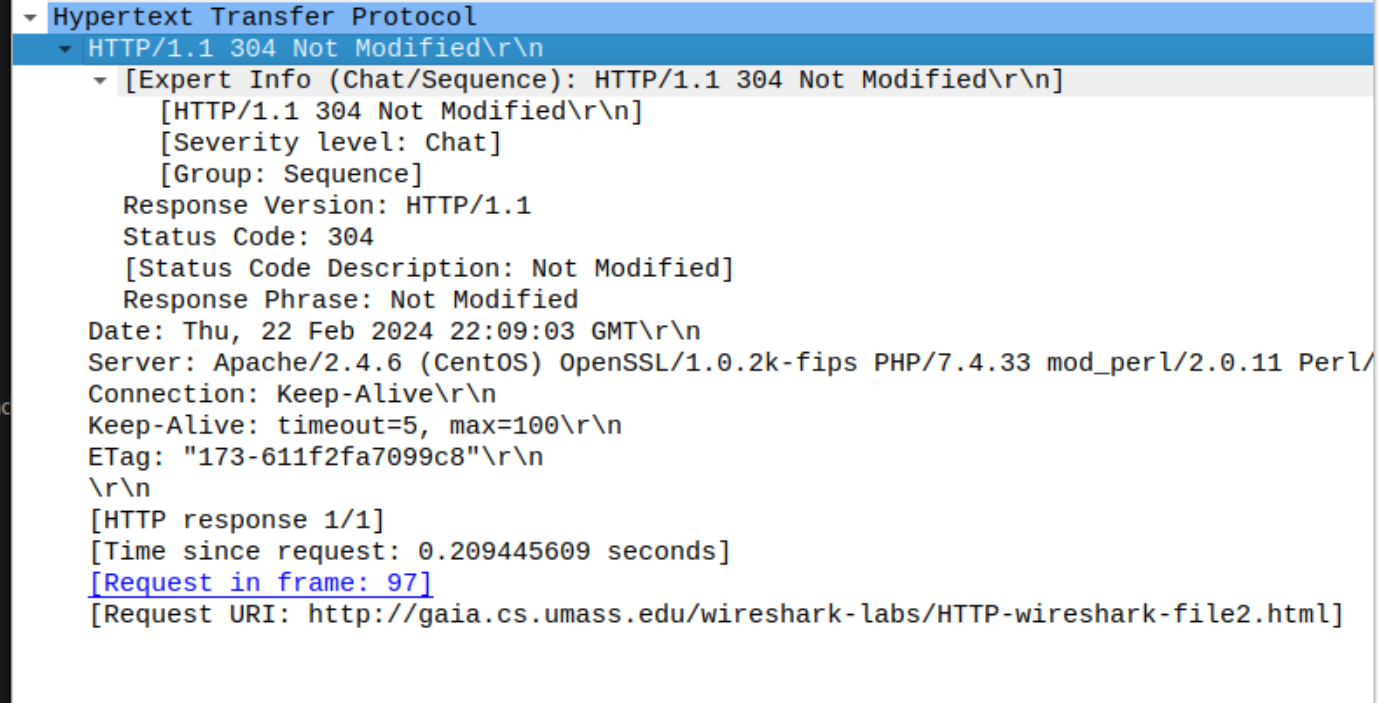 Hypertext Transfer Protocol
HTTP/1.1 304 Not Modified\r\n
[Expert Info (Chat/Sequence): HTTP/1.1 304 Not Modified\r\n]
[HTTP/1.1 304 Not Modified\r\n]
[Severity level: Chat]
[Group: Sequence]
Response Version: HTTP/1.1
Status Code: 304
[Status Code Description: Not Modified]
Response Phrase: Not Modified
Date: Thu, 22 Feb 2024 22:09:03 GMT\r\n
Server: Apache/2.4.6 (CentOS) OpenSSL/1.0.2k-fips PHP/7.4.33 mod_perl/2.0.11 Perl/
Connection: Keep-Alive\r\n
Keep-Alive: timeout=5, max=100\r\n
ETag: "173-611f2fa7099c8"\r\n
\r\n
[HTTP response 1/1]
[Time since request: 0.209445609 seconds]
[Request in frame: 97]
[Request URI: http://gaia.cs.umass.edu/wireshark-labs/HTTP-wireshark-file2.html]